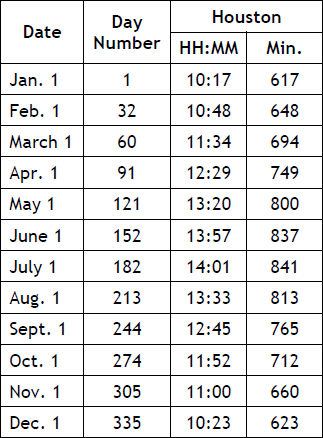 Date Day Number Houston
HH:MM Min.
Jan. 1 1 10:17 617
Feb. 1 32 10:48 648
March 1 60 11:34 694
Apr. 1 91 12:29 749
May 1 121 13:20 800
June 1 152 13:57 837
July 1 182 14:01 841
Aug. 1 213 13:33 813
Sept. 1 244 12:45 765
Oct. 1 274 11:52 712
Nov. 1 305 11:00 660
Dec. 1 335 10:23 623